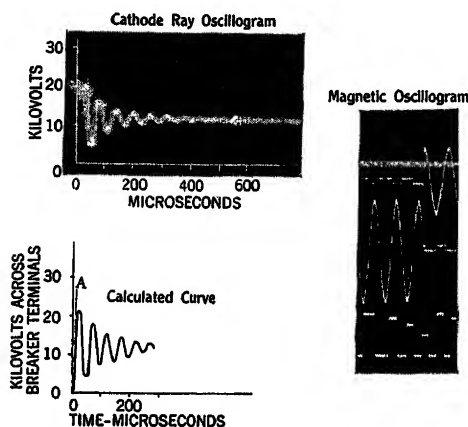 Cathode Ray Oscillogram
KILOVOLTS
30
20
10
0
0 200 400 600
MICROSECONDS
Magnetic Oscillogram
A
Calculated Curve
KILOVOLTS ACROSS
BREAKER TERMINALS
30
20
10
0
200
TIME-MICROSECONDS